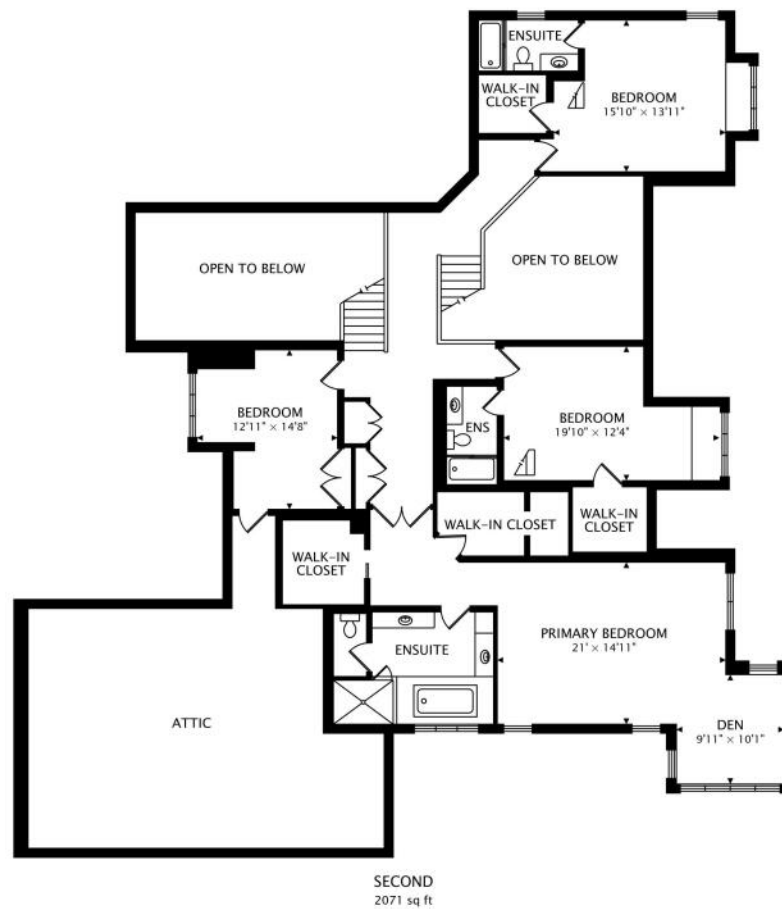 ENSUITE
WALK-IN
CLOSET
BEDROOM
15'10" × 13'11"
OPEN TO BELOW
OPEN TO BELOW
BEDROOM
12'11" × 14'8"
ENS
BEDROOM
19'10" × 12'4"
WALK-IN CLOSET
WALK-IN
CLOSET
WALK-IN
CLOSET
PRIMARY BEDROOM
21' × 14'11"
ENSUITE
ATTIC
DEN
9'11" × 10'1"
SECOND
2071 sq ft